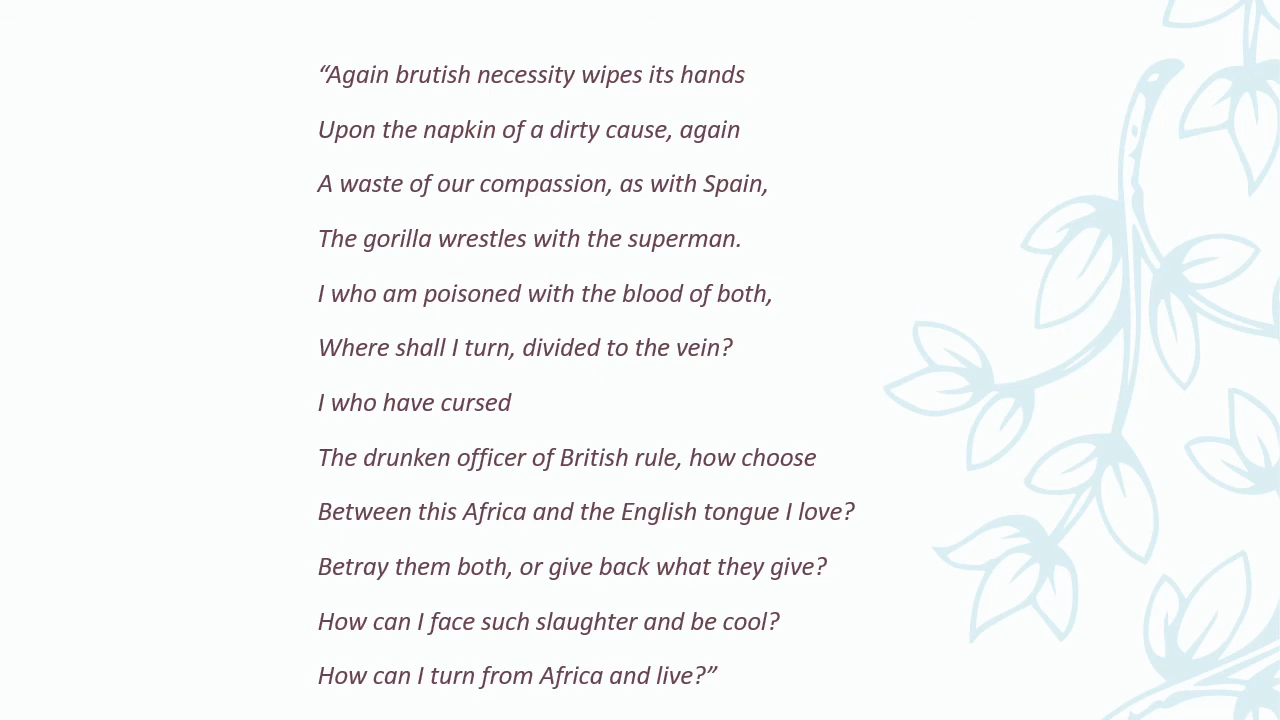 “Again brutish necessity wipes its hands
Upon the napkin of a dirty cause, again
A waste of our compassion, as with Spain,
The gorilla wrestles with the superman.
I who am poisoned with the blood of both,
Where shall I turn, divided to the vein?
I who have cursed
The drunken officer of British rule, how choose
Between this Africa and the English tongue I love?
Betray them both, or give back what they give?
How can I face such slaughter and be cool?
How can I turn from Africa and live?”